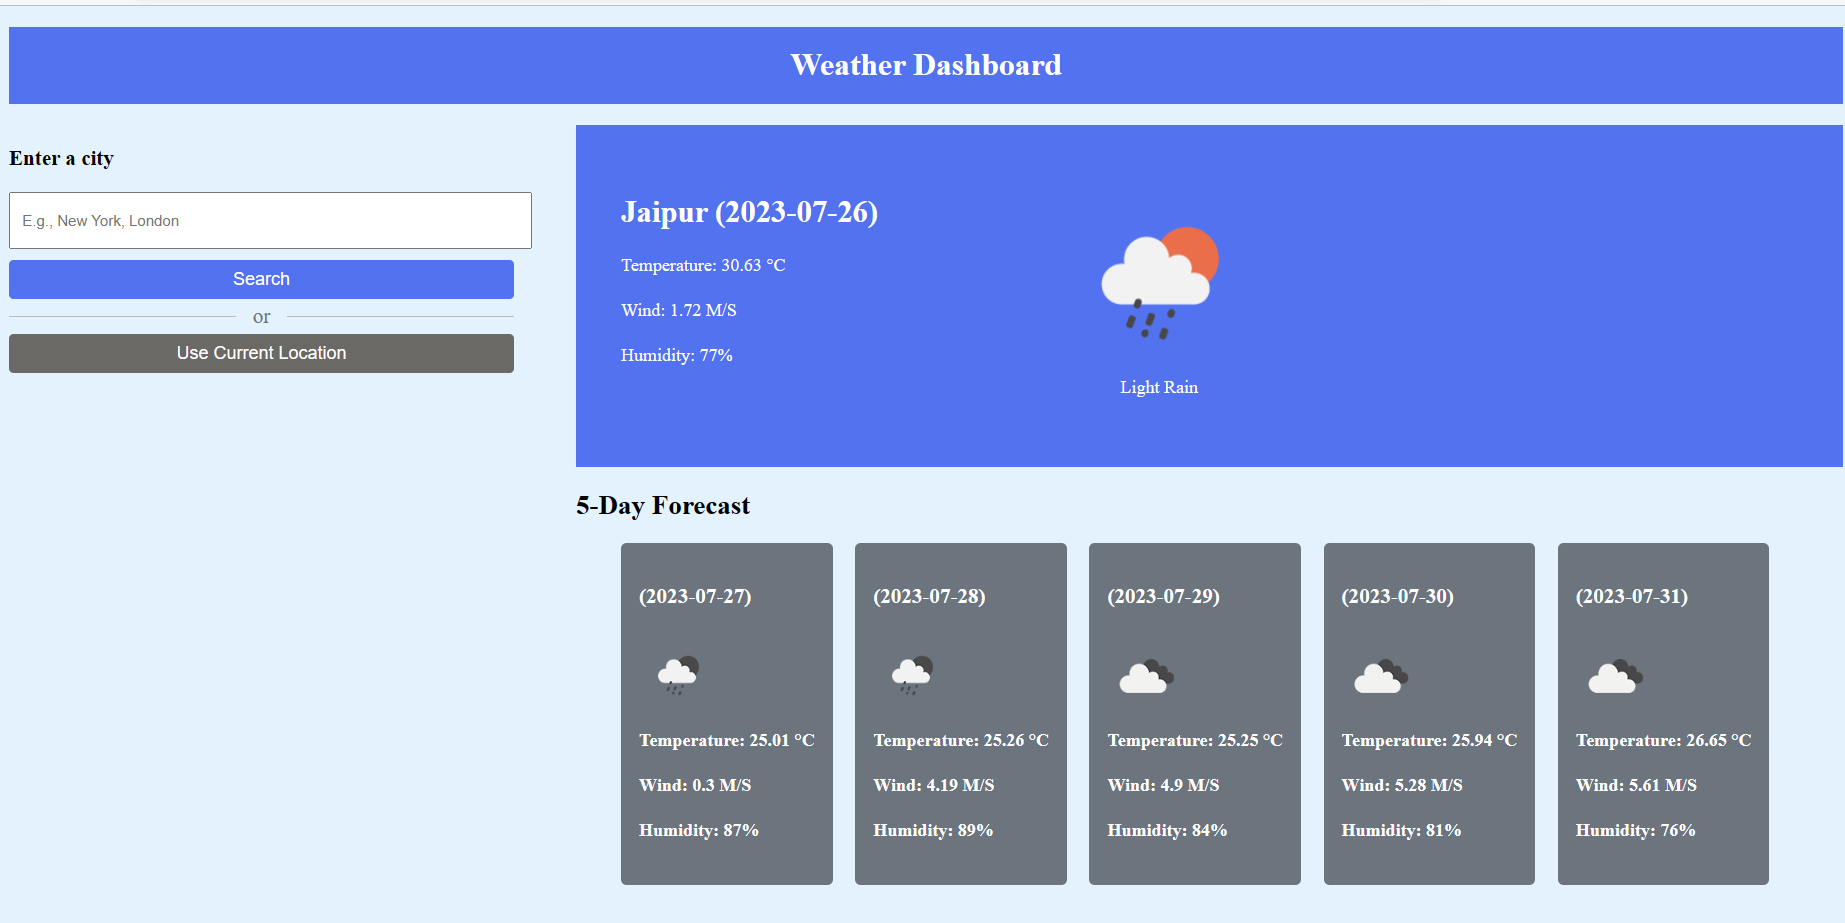 Weather Dashboard
Enter a city
E.g., New York, London
Search
or
Use Current Location
Jaipur (2023-07-26)
Temperature: 30.63 °C
Wind: 1.72 M/S
Humidity: 77%
Light Rain
5-Day Forecast
(2023-07-27)
Temperature: 25.01 °C
Wind: 0.3 M/S
Humidity: 87%
(2023-07-28)
Temperature: 25.26 °C
Wind: 4.19 M/S
Humidity: 89%
(2023-07-29)
Temperature: 25.25 °C
Wind: 4.9 M/S
Humidity: 84%
(2023-07-30)
Temperature: 25.94 °C
Wind: 5.28 M/S
Humidity: 81%
(2023-07-31)
Temperature: 26.65 °C
Wind: 5.61 M/S
Humidity: 76%